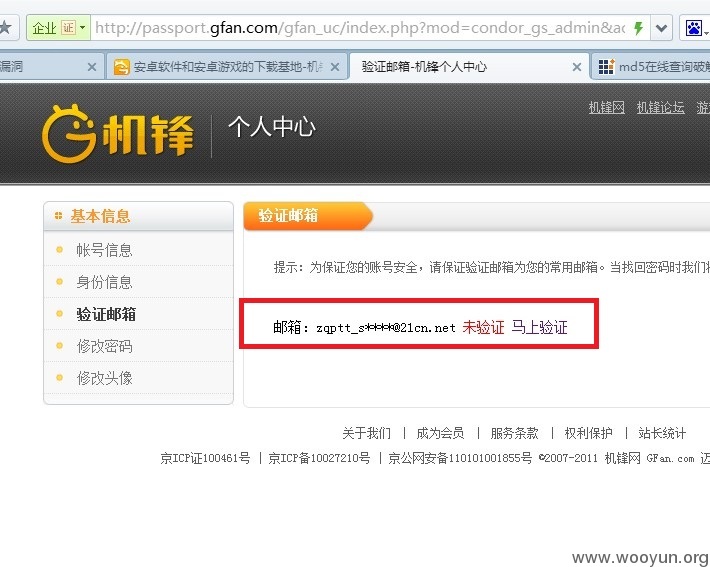 企业 证 http://passport.gfan.com/gfan_uc/index.php?mod=condor_gs_admin&ac
漏洞 安卓软件和安卓游戏的下载基地-机锋 验证邮箱-机锋个人中心 md5在线查询破解
机锋 个人中心 机锋网 机锋论坛 游
基本信息
帐号信息
身份信息
验证邮箱
修改密码
修改头像
验证邮箱
提示：为保证您的账号安全，请保证验证邮箱为您的常用邮箱。当找回密码时我们将
邮箱：zqptt_s****@21cn.net 未验证 马上验证
关于我们 | 成为会员 | 服务条款 | 权利保护 | 站长统计
京ICP证100461号 | 京ICP备10027210号 | 京公网安备110101001855号 ©2007-2011 机锋网 GFan.com 迈
www.wooyun.org